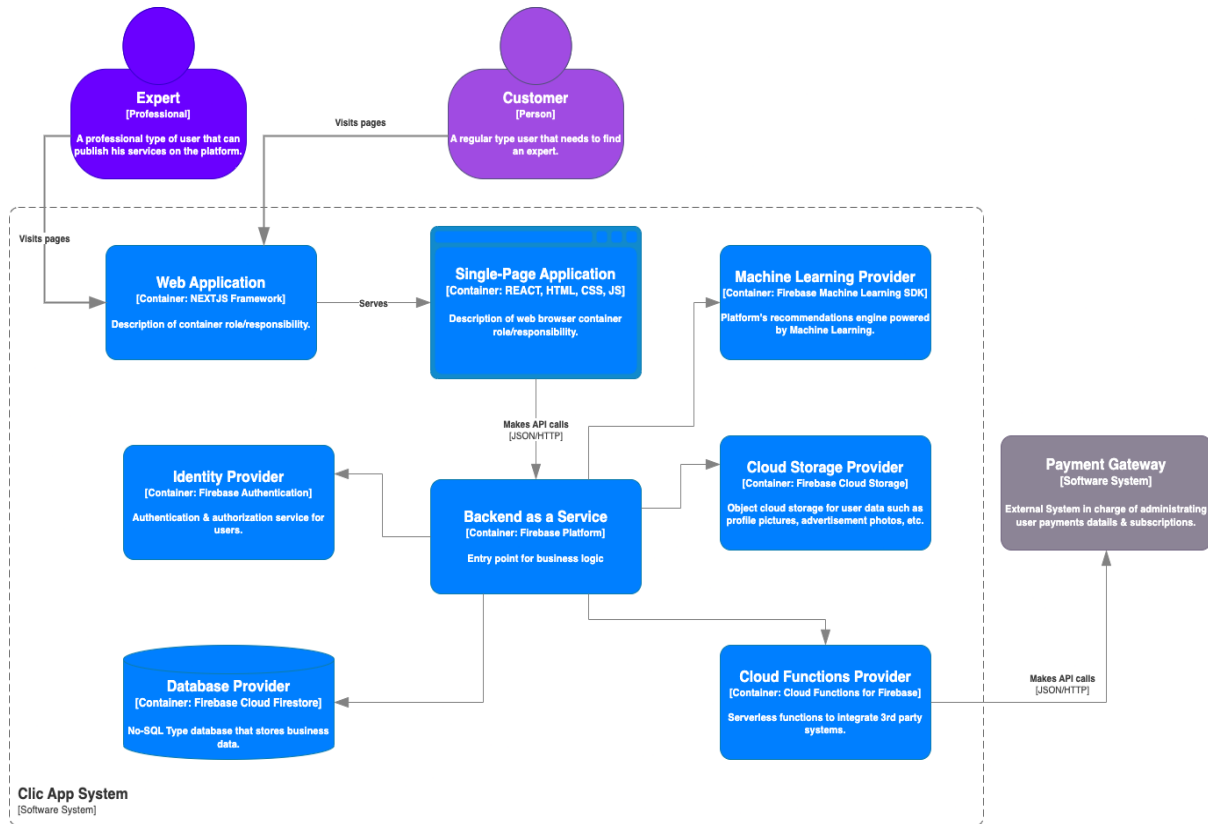 Expert
[Professional]
A professional type of user that can
publish his services on the platform.
Customer
[Person]
A regular type user that needs to find
an expert.
Visits pages
Visits pages
Web Application
[Container: NEXTJS Framework]
Description of container role/responsibility.
Serves
Single-Page Application
[Container: REACT, HTML, CSS, JS]
Description of web browser container
role/responsibility.
Machine Learning Provider
[Container: Firebase Machine Learning SDK]
Platform's recommendations engine powered
by Machine Learning.
Makes API calls
[JSON/HTTP]
Identity Provider
[Container: Firebase Authentication]
Authentication & authorization service for
users.
Backend as a Service
[Container: Firebase Platform]
Entry point for business logic
Cloud Storage Provider
[Container: Firebase Cloud Storage]
Object cloud storage for user data such as
profile pictures, advertisement photos, etc.
Payment Gateway
[Software System]
External System in charge of administrating
user payments datails & subscriptions.
Database Provider
[Container: Firebase Cloud Firestore]
No-SQL Type database that stores business
data.
Cloud Functions Provider
[Container: Cloud Functions for Firebase]
Serverless functions to integrate 3rd party
systems.
Makes API calls
[JSON/HTTP]
Clic App System
[Software System]